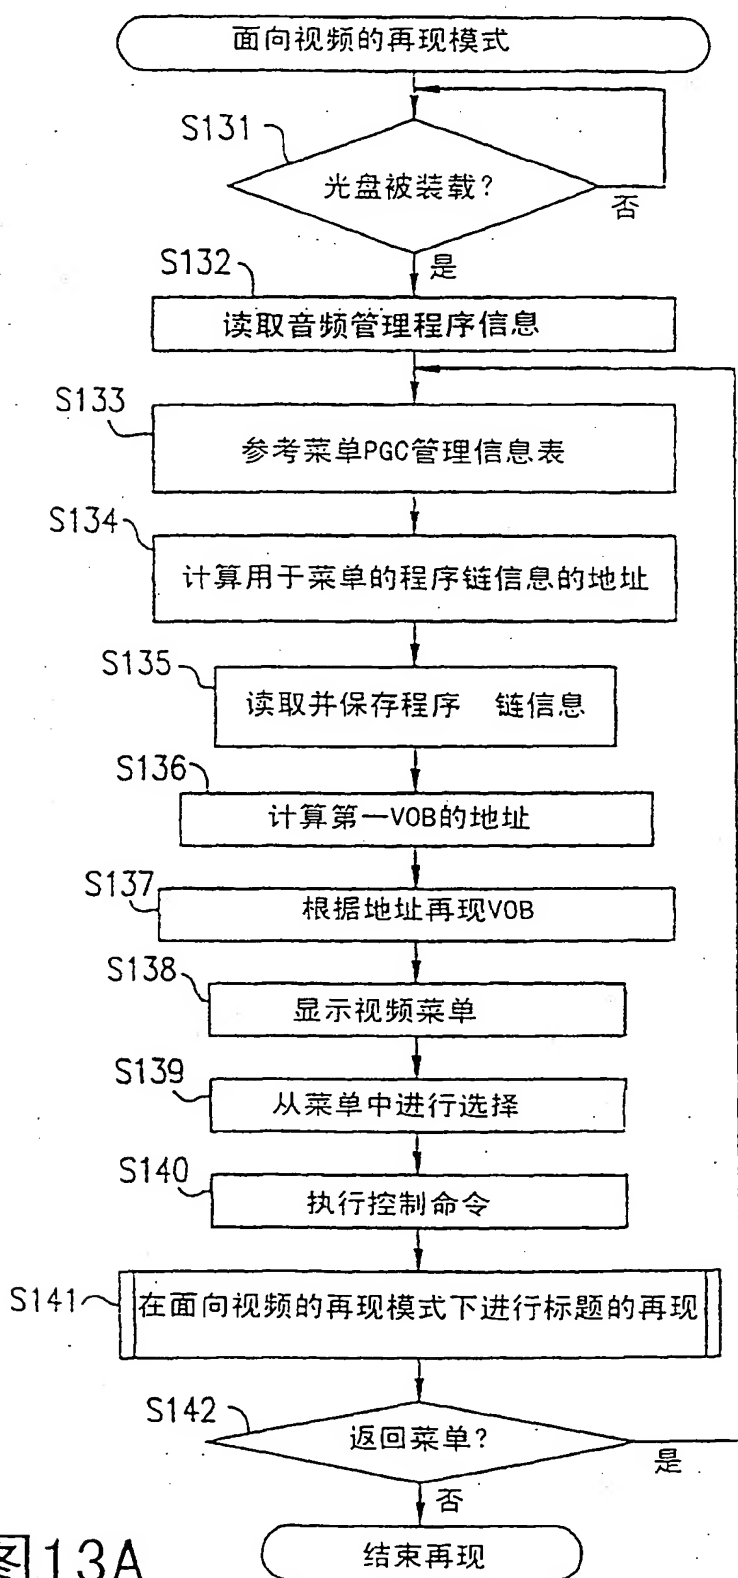 面向视频的再现模式
S131
光盘被装载?
否
是
S132
读取音频管理程序信息
S133
参考菜单PGC管理信息表
S134
计算用于菜单的程序链信息的地址
S135
读取并保存程序 链信息
S136
计算第一VOB的地址
S137
根据地址再现VOB
S138
显示视频菜单
S139
从菜单中进行选择
S140
执行控制命令
S141
在面向视频的再现模式下进行标题的再现
S142
返回菜单?
是
否
结束再现
图13A